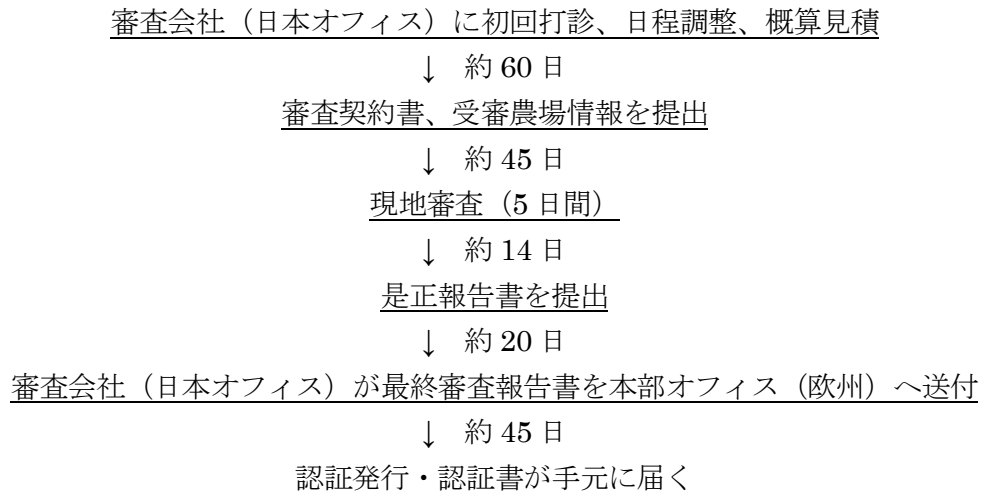 審査会社（日本オフィス）に初回打診、日程調整、概算見積
↓ 約 60 日
審査契約書、受審農場情報を提出
↓ 約 45 日
現地審査（5 日間）
↓ 約 14 日
是正報告書を提出
↓ 約 20 日
審査会社（日本オフィス）が最終審査報告書を本部オフィス（欧州）へ送付
↓ 約 45 日
認証発行・認証書が手元に届く